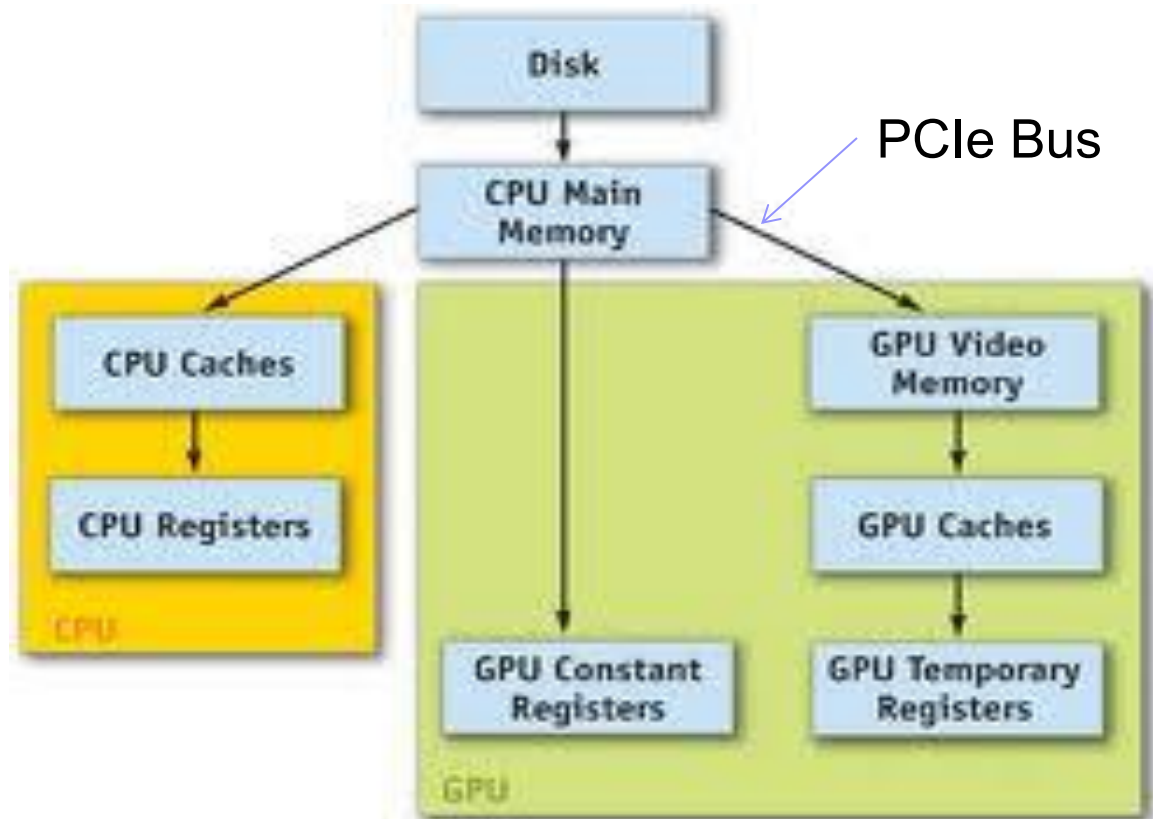 Disk
PCIe Bus
CPU Main
Memory
CPU Caches
GPU Video
Memory
CPU Registers
GPU Caches
CPU
GPU Constant
Registers
GPU Temporary
Registers
GPU